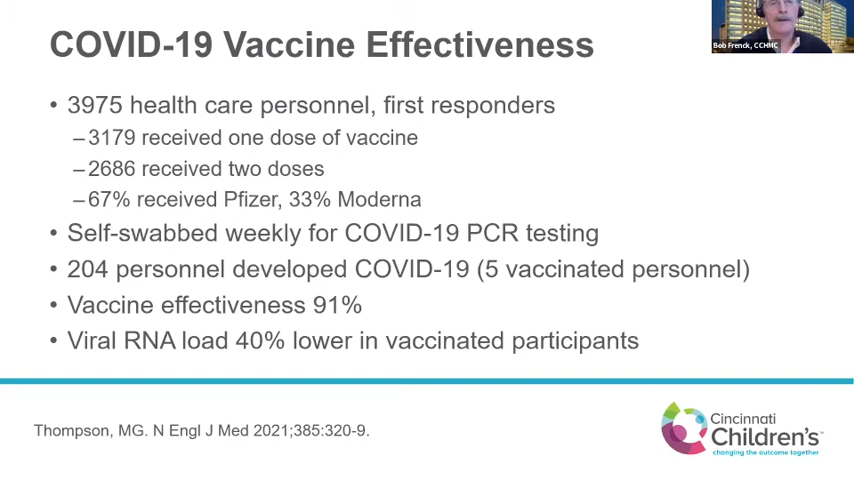 COVID-19 Vaccine Effectiveness
Bob Frenck, CCHMC
• 3975 health care personnel, first responders
–3179 received one dose of vaccine
–2686 received two doses
–67% received Pfizer, 33% Moderna
• Self-swabbed weekly for COVID-19 PCR testing
• 204 personnel developed COVID-19 (5 vaccinated personnel)
• Vaccine effectiveness 91%
• Viral RNA load 40% lower in vaccinated participants
Thompson, MG. N Engl J Med 2021;385:320-9.
Cincinnati
Children's™
changing the outcome together